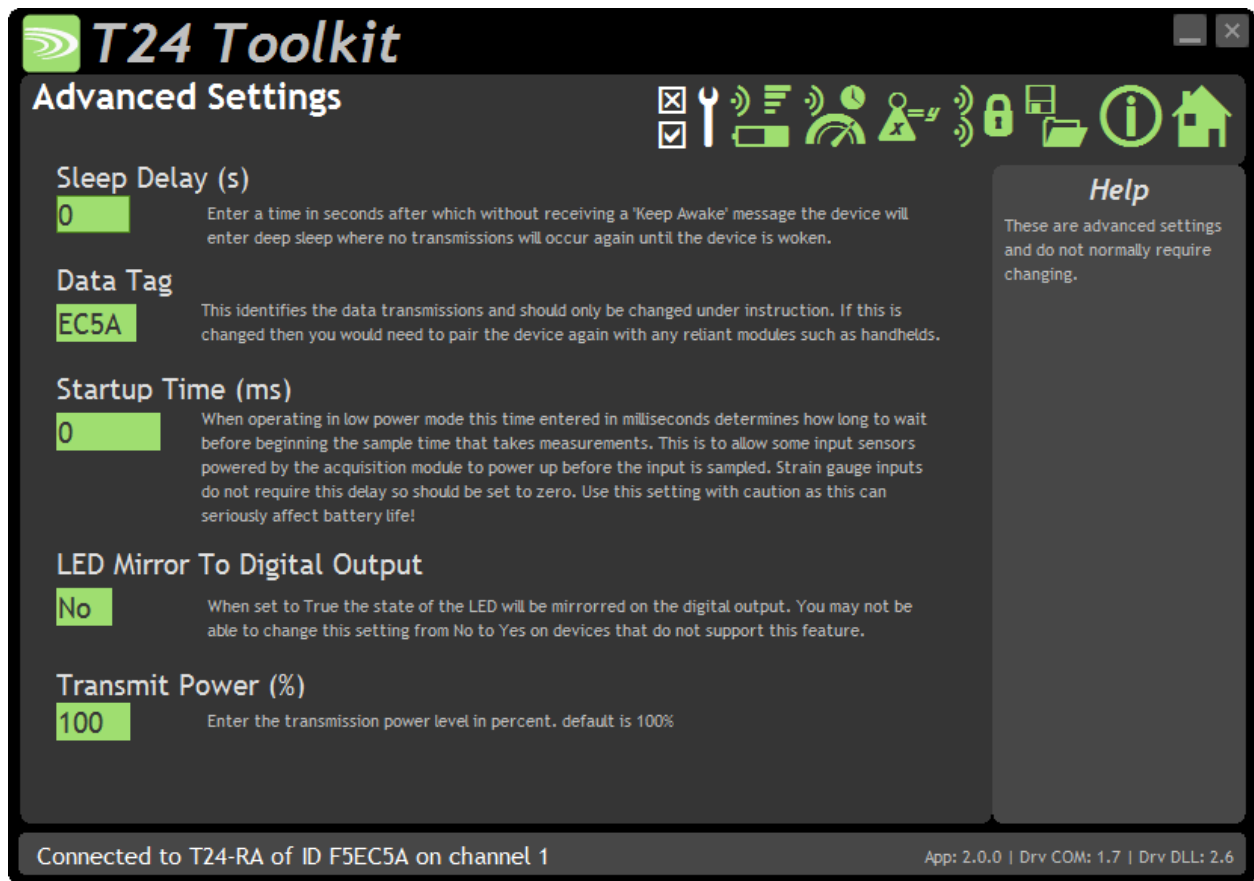 T24 Toolkit
Advanced Settings
x=y
Sleep Delay (s)
0
Enter a time in seconds after which without receiving a 'Keep Awake' message the device will
enter deep sleep where no transmissions will occur again until the device is woken.
Data Tag
EC5A
This identifies the data transmissions and should only be changed under instruction. If this is
changed then you would need to pair the device again with any reliant modules such as handhelds.
Startup Time (ms)
0
When operating in low power mode this time entered in milliseconds determines how long to wait
before beginning the sample time that takes measurements. This is to allow some input sensors
powered by the acquisition module to power up before the input is sampled. Strain gauge inputs
do not require this delay so should be set to zero. Use this setting with caution as this can
seriously affect battery life!
LED Mirror To Digital Output
No
When set to True the state of the LED will be mirrorred on the digital output. You may not be
able to change this setting from No to Yes on devices that do not support this feature.
Transmit Power (%)
100
Enter the transmission power level in percent. default is 100%
Help
These are advanced settings
and do not normally require
changing.
Connected to T24-RA of ID F5EC5A on channel 1
App: 2.0.0 | Drv COM: 1.7 | Drv DLL: 2.6